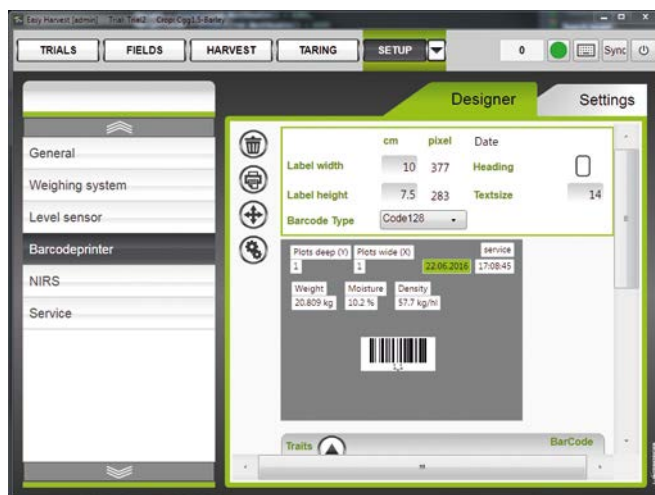 Easy Harvest [admin] Trial: Trial2 Crop: Cgg1.5-Barley
TRIALS FIELDS HARVEST TARING SETUP 0 Sync
Designer Settings
General
Weighing system
Level sensor
Barcodeprinter
NIRS
Service
cm pixel Date
Label width 10 377 Heading
Label height 7.5 283 Textsize 14
Barcode Type Code128
Plots deep (Y) Plots wide (X) service
1 1 22.06.2016 17:08:45
Weight Moisture Density
20.809 kg 10.2 % 57.7 kg/hl
1_1
Traits BarCode